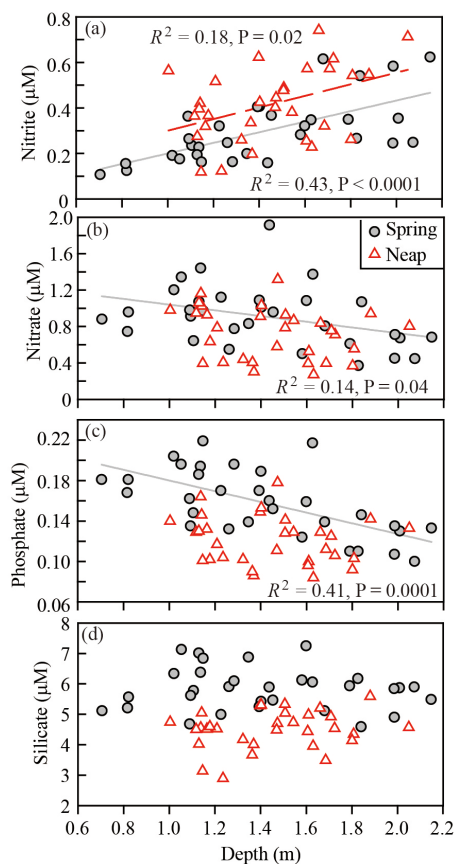 (a)
R² = 0.18, P = 0.02
R² = 0.43, P < 0.0001
Nitrite (µM)
0.8
0.6
0.4
0.2
0
(b)
Spring
Neap
R² = 0.14, P = 0.04
Nitrate (µM)
2.0
1.6
1.2
0.8
0.4
0
(c)
R² = 0.41, P = 0.0001
Phosphate (µM)
0.22
0.18
0.14
0.10
0.06
(d)
Silicate (µM)
8
7
6
5
4
3
2
0.6 0.8 1.0 1.2 1.4 1.6 1.8 2.0 2.2
Depth (m)